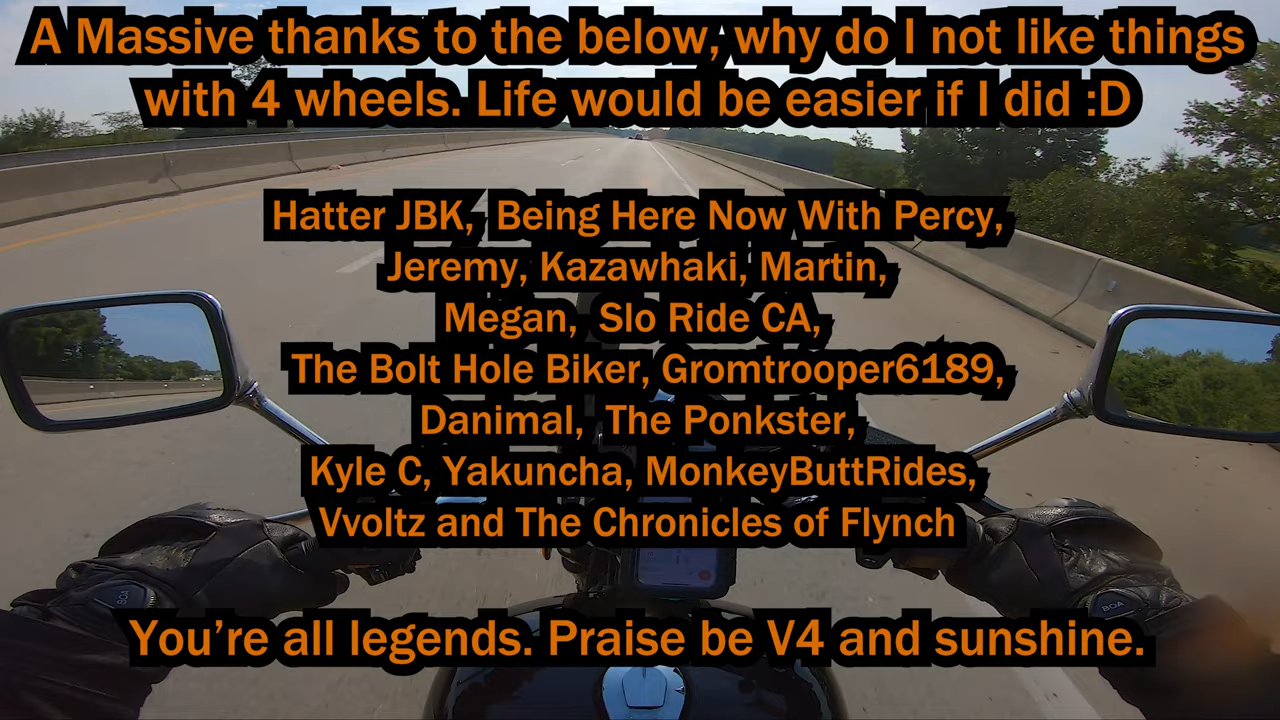 A Massive thanks to the below, why do I not like things
with 4 wheels. Life would be easier if I did :D
Hatter JBK, Being Here Now With Percy,
Jeremy, Kazawhaki, Martin,
Megan, Slo Ride CA,
The Bolt Hole Biker, Gromtrooper6189,
Danimal, The Ponkster,
Kyle C, Yakuncha, MonkeyButtRides,
Vvoltz and The Chronicles of Flynch
BOA
BOA
You're all legends. Praise be V4 and sunshine.